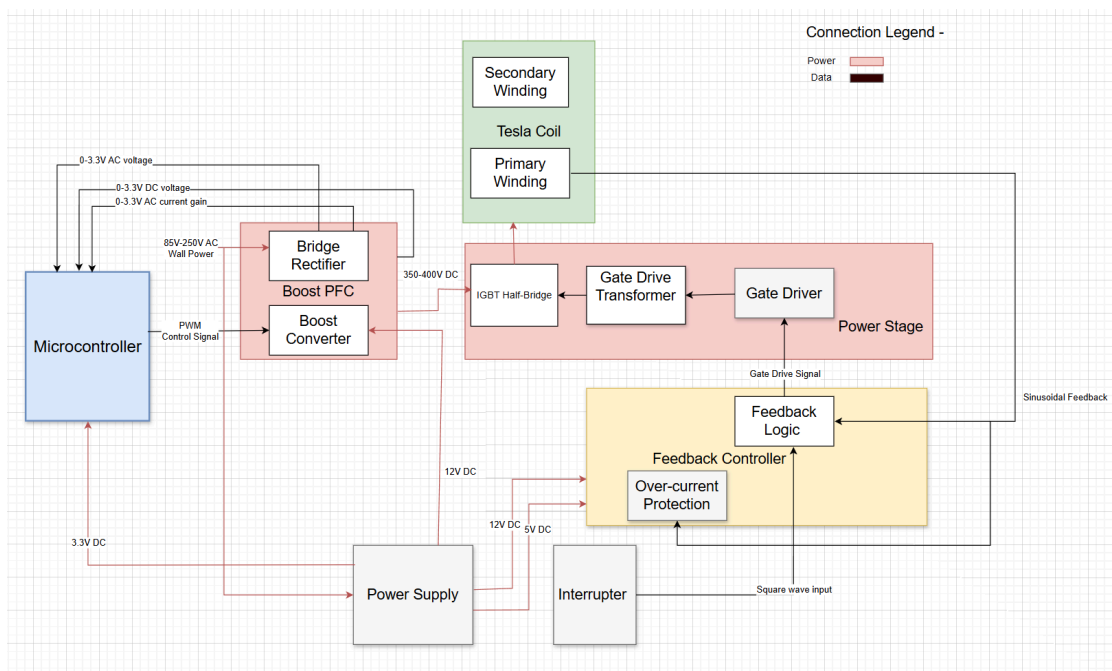 Connection Legend -
Power
Data
Secondary
Winding
Tesla Coil
Primary
Winding
0-3.3V AC voltage
0-3.3V DC voltage
0-3.3V AC current gain
85V-250V AC
Wall Power
Bridge
Rectifier
Boost PFC
Boost
Converter
350-400V DC
IGBT Half-Bridge
Gate Drive
Transformer
Gate Driver
Power Stage
Microcontroller
PWM
Control Signal
Gate Drive Signal
Sinusoidal Feedback
Feedback
Logic
Feedback Controller
Over-current
Protection
12V DC
12V DC
5V DC
3.3V DC
Power Supply
Interrupter
Square wave input